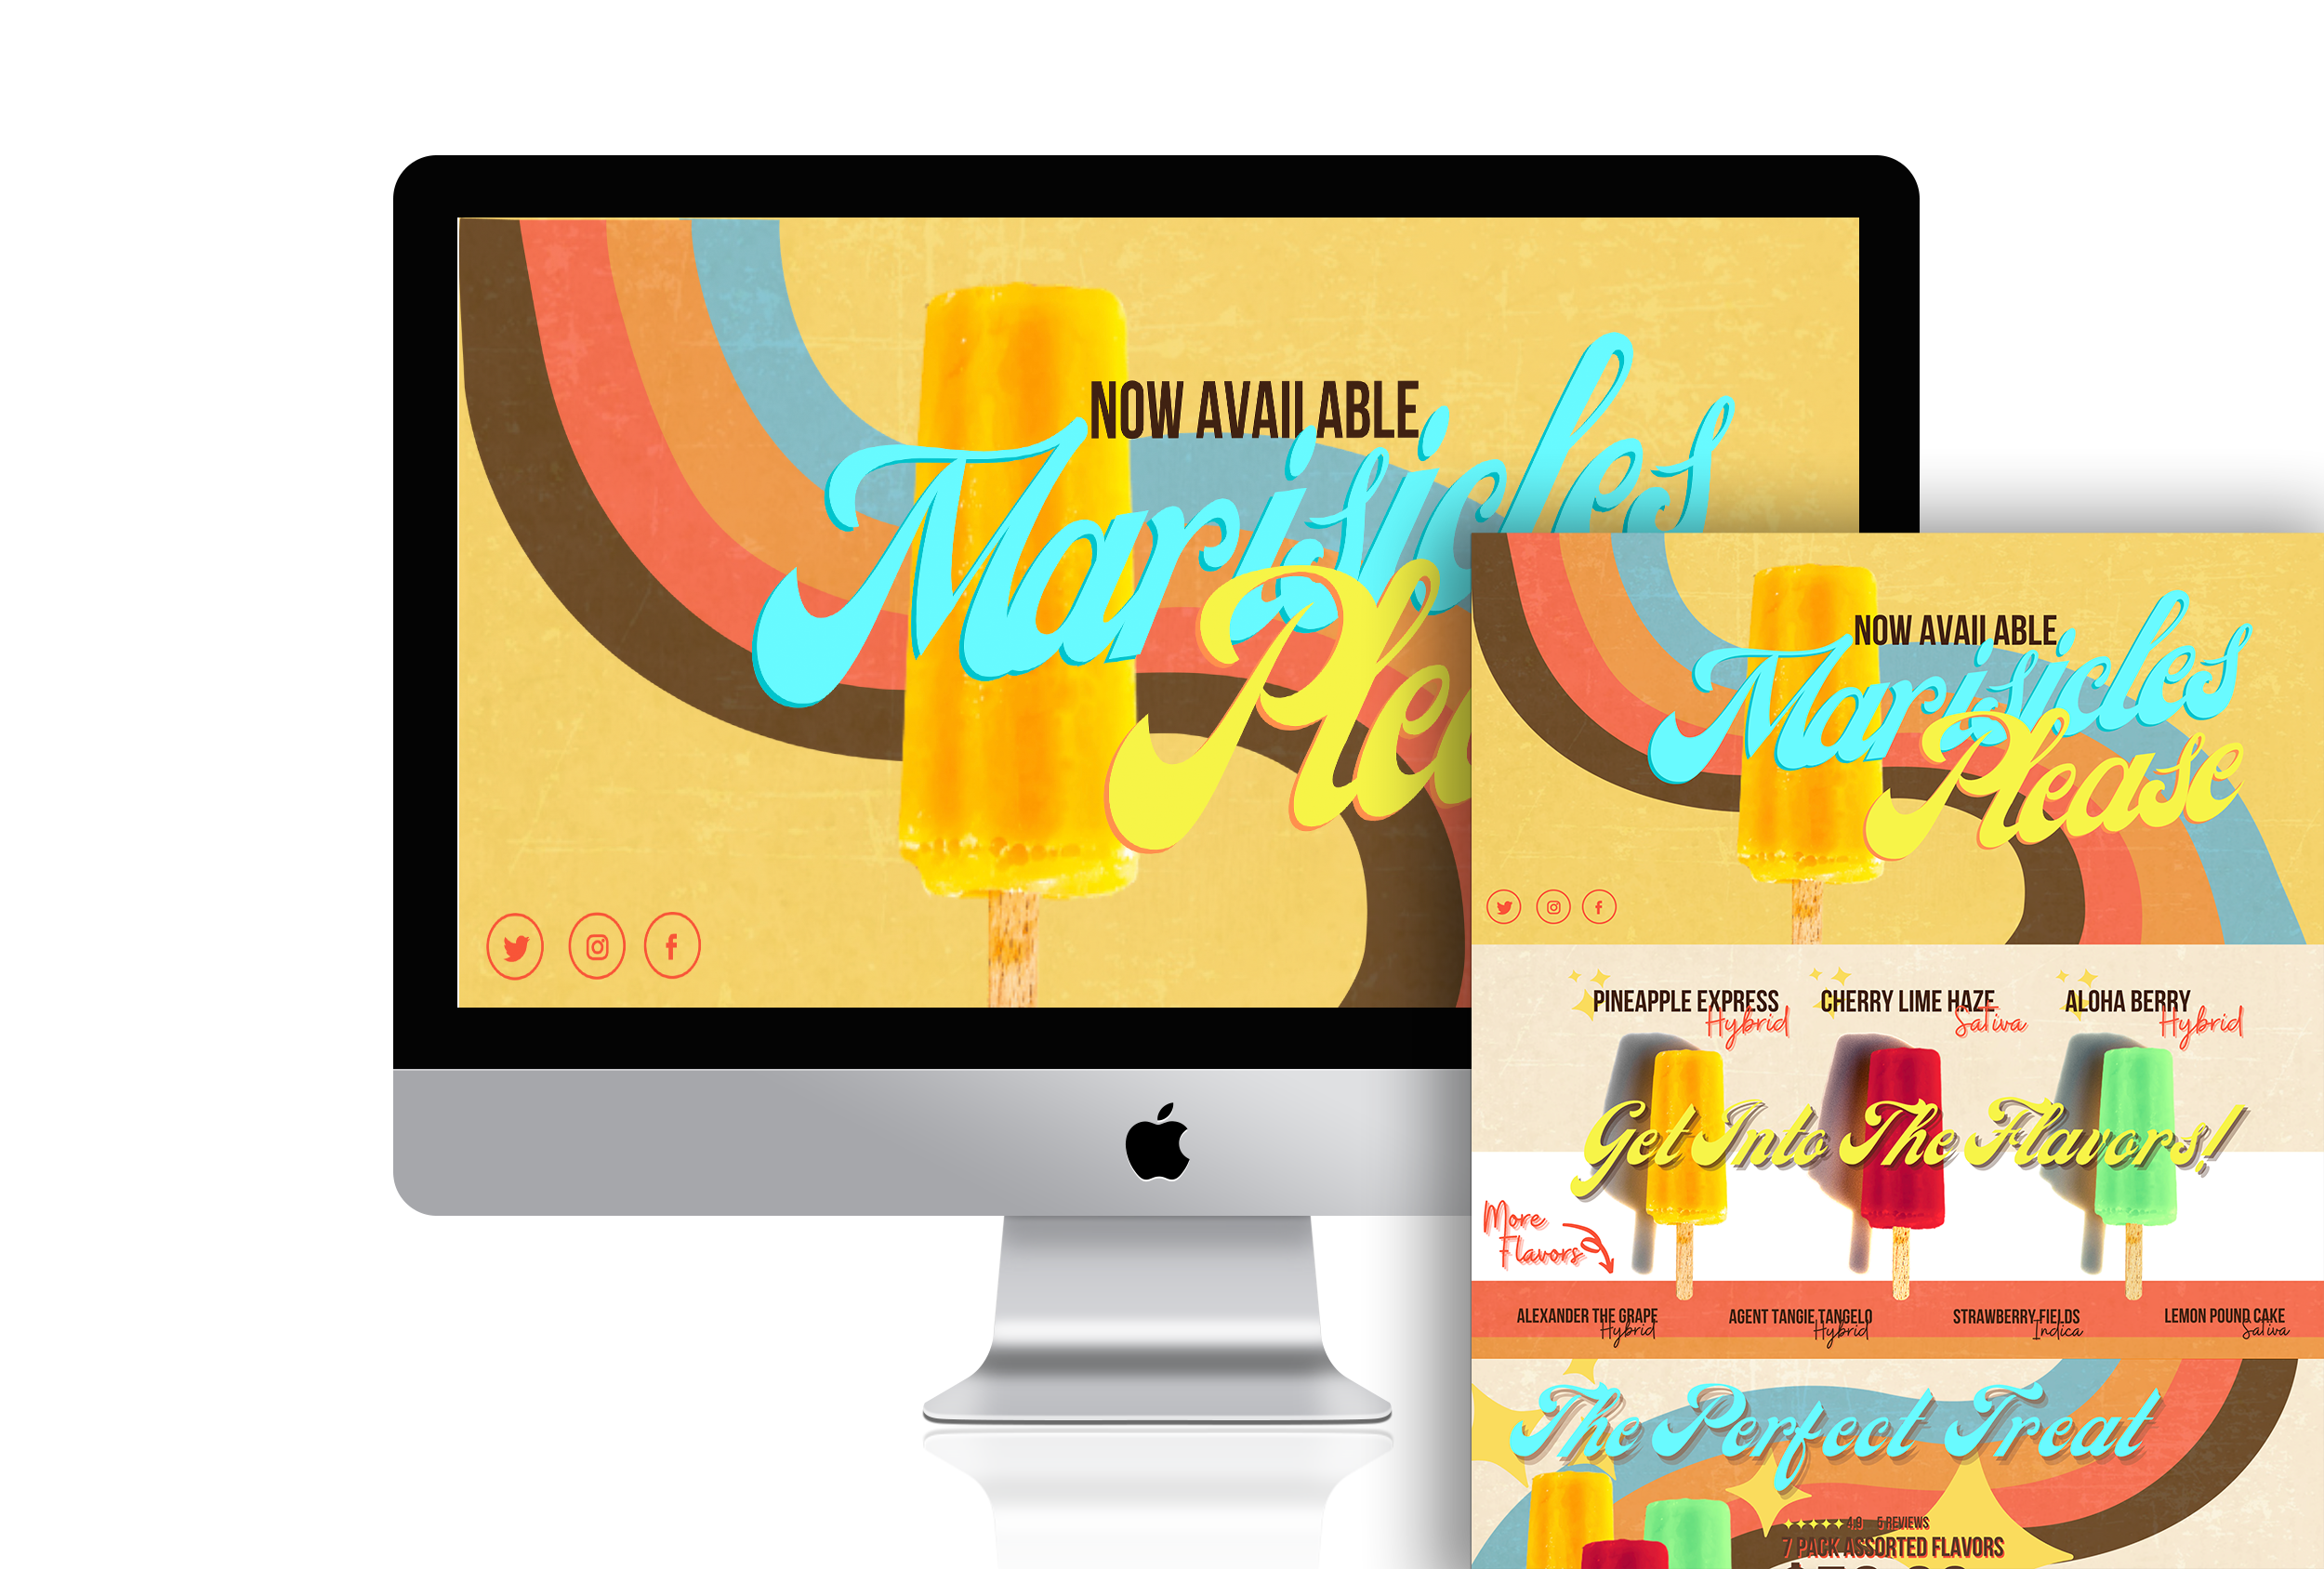 NOW AVAILABLE
Marisicles
NOW AVAILABLE
Marisicles
Please
PINEAPPLE EXPRESS
Hybrid
CHERRY LIME HAZE
Sativa
ALOHA BERRY
Hybrid
Get Into The Flavors!
More
Flavors
ALEXANDER THE GRAPE
Hybrid
AGENT TANGIE TANGELO
Hybrid
STRAWBERRY FIELDS
Indica
LEMON POUND CAKE
Sativa
The Perfect Treat
4.9 5 REVIEWS
7 PACK ASSORTED FLAVORS